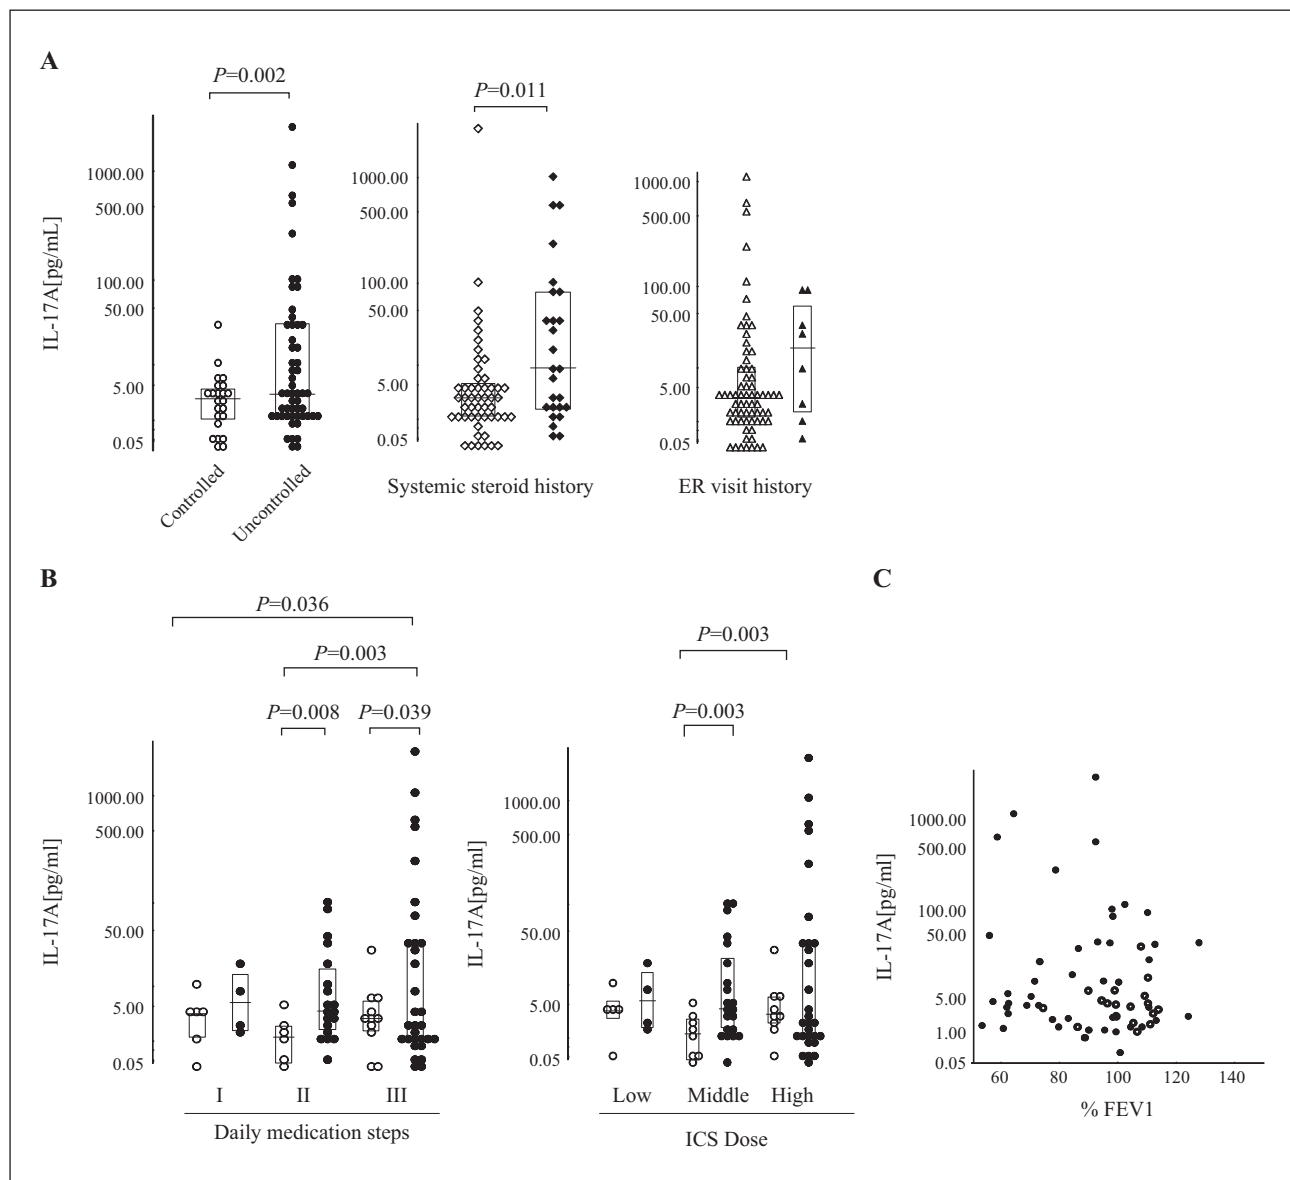 A
P=0.002
P=0.011
IL-17A[pg/mL]
1000.00
500.00
100.00
50.00
5.00
0.05
Controlled
Uncontrolled
1000.00
500.00
100.00
50.00
5.00
0.05
Systemic steroid history
1000.00
500.00
100.00
50.00
5.00
0.05
ER visit history
B
P=0.036
P=0.003
P=0.008
P=0.039
IL-17A[pg/ml]
1000.00
500.00
50.00
5.00
0.05
I II III
Daily medication steps
P=0.003
P=0.003
IL-17A[pg/ml]
1000.00
500.00
50.00
5.00
0.05
Low Middle High
ICS Dose
C
IL-17A[pg/ml]
1000.00
500.00
100.00
50.00
5.00
1.00
0.05
60 80 100 120 140
% FEV1